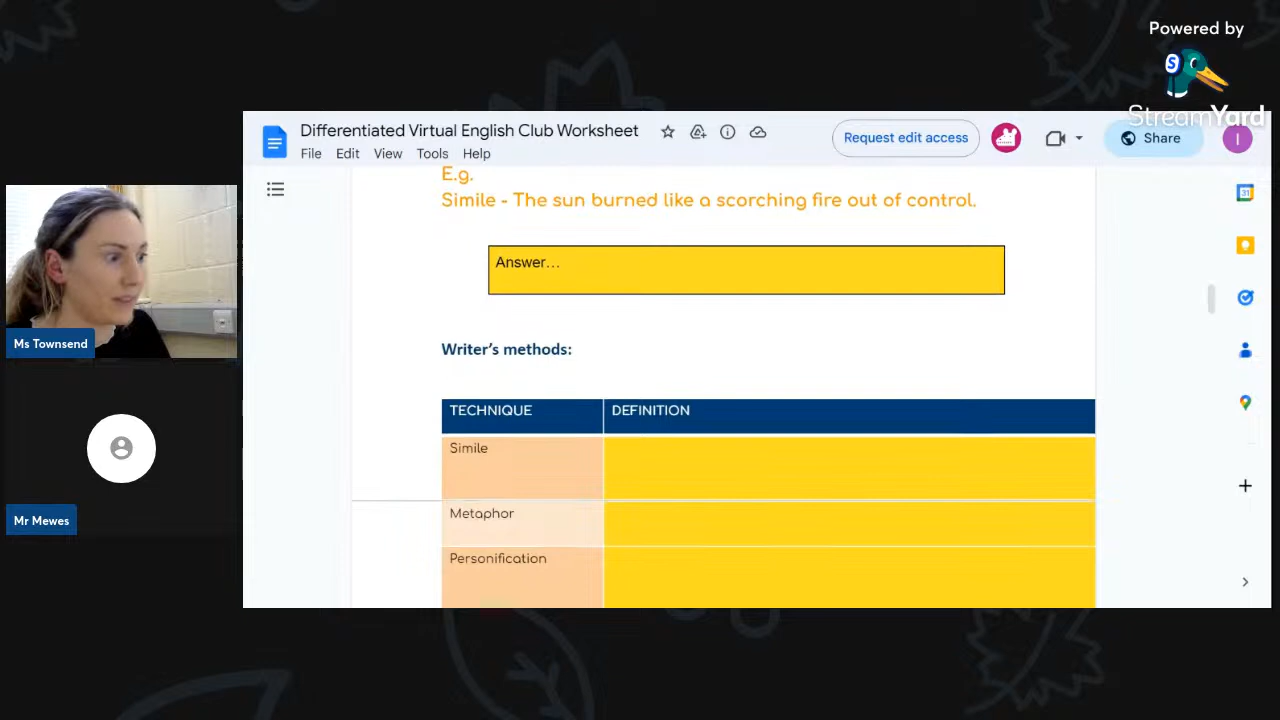 Powered by
StreamYard
Differentiated Virtual English Club Worksheet
File Edit View Tools Help
Request edit access
Share
I
31
E.g.
Simile - The sun burned like a scorching fire out of control.
Answer...
Writer's methods:
TECHNIQUE DEFINITION
Simile
Metaphor
Personification
Ms Townsend
Mr Mewes